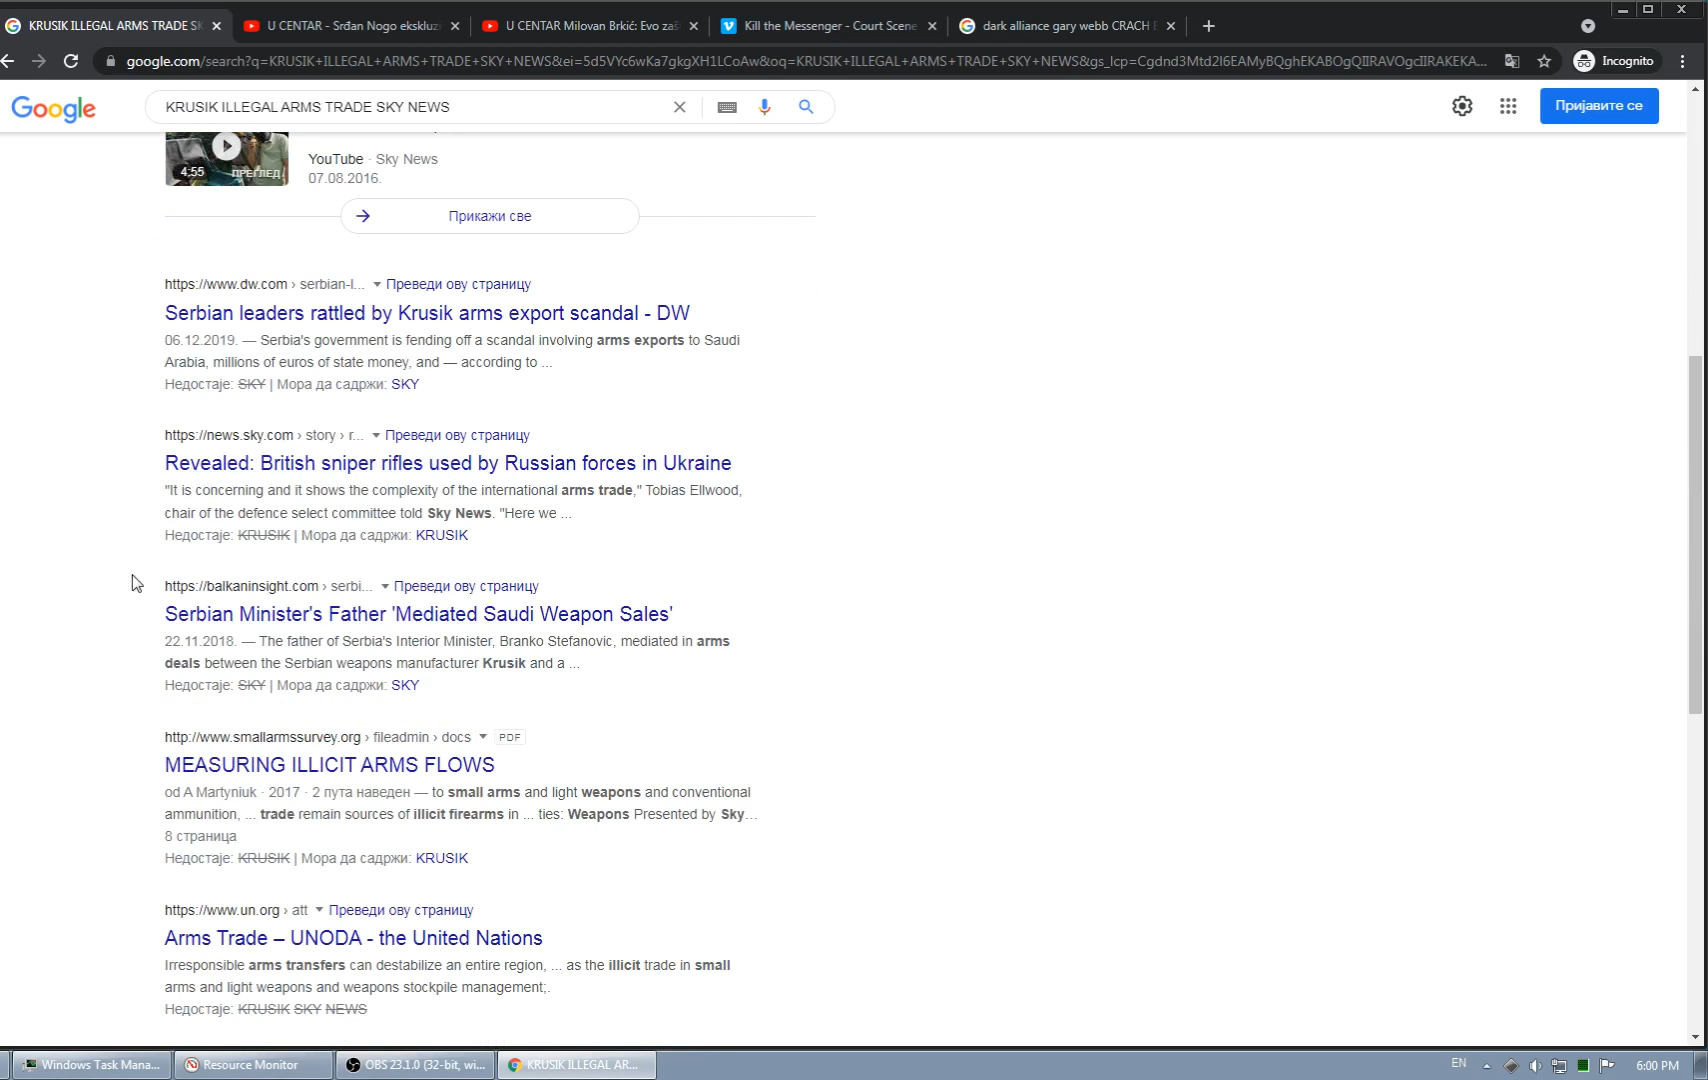 KRUSIK ILLEGAL ARMS TRADE SK
U CENTAR - Srđan Nogo ekskluzi
U CENTAR Milovan Brkić: Evo zaš
Kill the Messenger - Court Scene
dark alliance gary webb CRACH E
google.com/search?q=KRUSIK+ILLEGAL+ARMS+TRADE+SKY+NEWS&ei=5d5VYc6wKa7gkgXH1LCoAw&oq=KRUSIK+ILLEGAL+ARMS+TRADE+SKY+NEWS&gs_lcp=Cgdnd3Mtd2l6EAMyBQghEKABOgQIIRAVOgcIIRAKEKA...
Incognito
Google
KRUSIK ILLEGAL ARMS TRADE SKY NEWS
Пријавите се
4:55 ПРЕГЛЕД
YouTube · Sky News
07.08.2016.
Прикажи све
https://www.dw.com › serbian-l... Преведи ову страницу
Serbian leaders rattled by Krusik arms export scandal - DW
06.12.2019. — Serbia's government is fending off a scandal involving arms exports to Saudi
Arabia, millions of euros of state money, and — according to ...
Недостаје: SKY | Мора да садржи: SKY
https://news.sky.com › story › r... Преведи ову страницу
Revealed: British sniper rifles used by Russian forces in Ukraine
"It is concerning and it shows the complexity of the international arms trade," Tobias Ellwood,
chair of the defence select committee told Sky News. "Here we ...
Недостаје: KRUSIK | Мора да садржи: KRUSIK
https://balkaninsight.com › serbi... Преведи ову страницу
Serbian Minister's Father 'Mediated Saudi Weapon Sales'
22.11.2018. — The father of Serbia's Interior Minister, Branko Stefanovic, mediated in arms
deals between the Serbian weapons manufacturer Krusik and a ...
Недостаје: SKY | Мора да садржи: SKY
http://www.smallarmssurvey.org › fileadmin › docs PDF
MEASURING ILLICIT ARMS FLOWS
od A Martyniuk · 2017 · 2 пута наведен — to small arms and light weapons and conventional
ammunition, ... trade remain sources of illicit firearms in ... ties: Weapons Presented by Sky...
8 страница
Недостаје: KRUSIK | Мора да садржи: KRUSIK
https://www.un.org › att Преведи ову страницу
Arms Trade – UNODA - the United Nations
Irresponsible arms transfers can destabilize an entire region, ... as the illicit trade in small
arms and light weapons and weapons stockpile management;.
Недостаје: KRUSIK SKY NEWS
Windows Task Mana...
Resource Monitor
OBS 23.1.0 (32-bit, wi...
KRUSIK ILLEGAL AR...
EN
6:00 PM